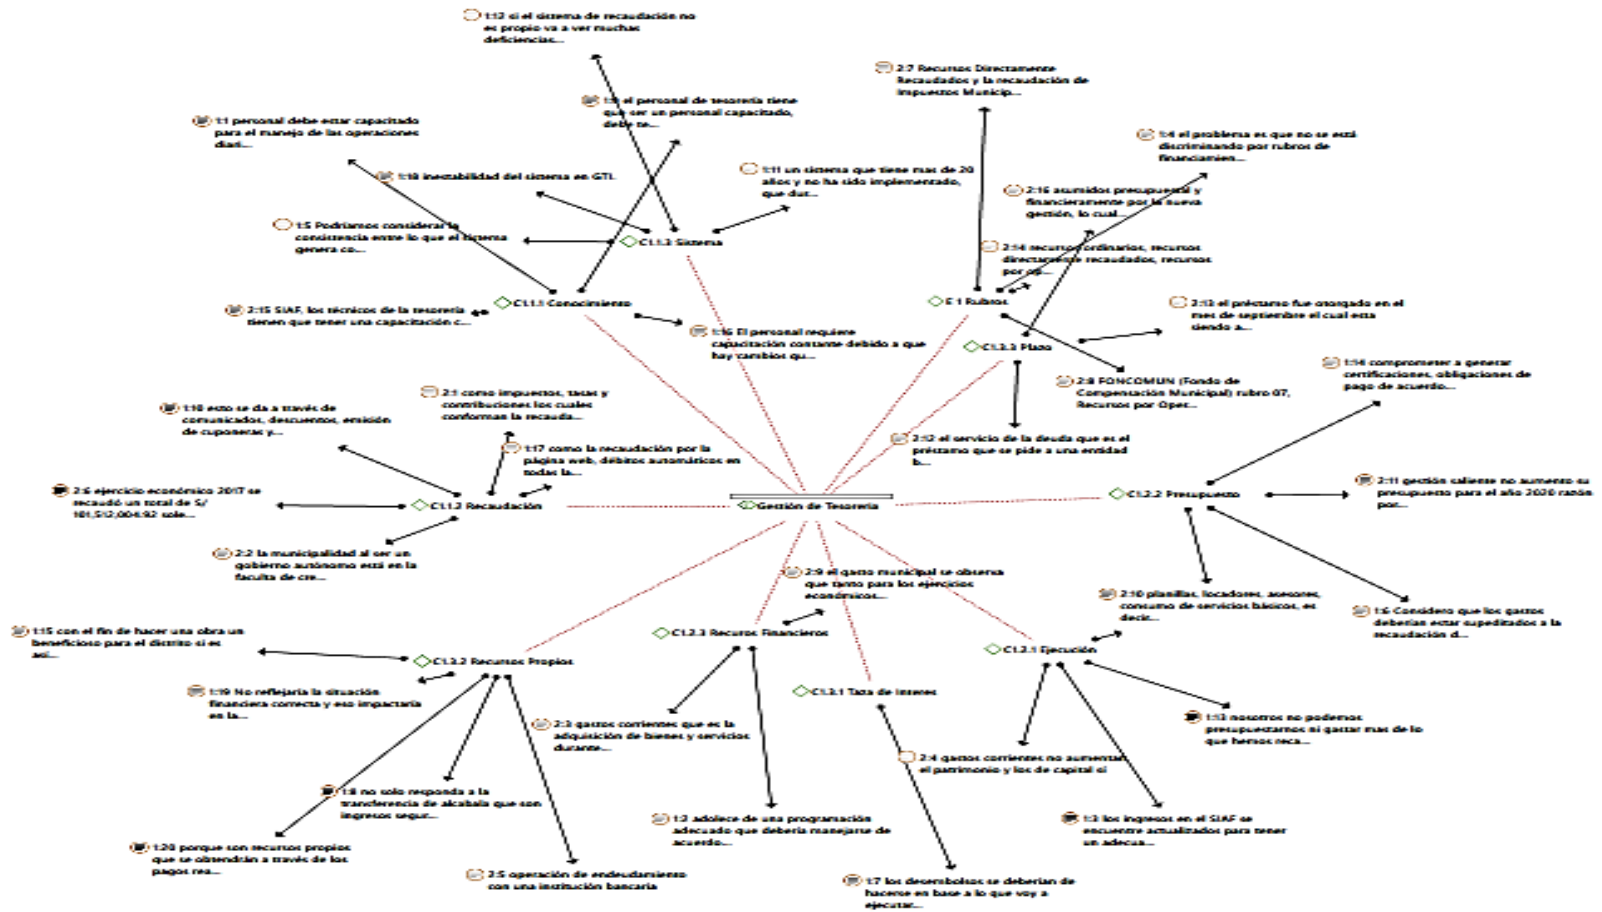 1:12 si el sistema de recaudación no
es propio va a ver muchas
deficiencias...
2:7 Recursos Directamente
Recaudados y la recaudación de
Impuestos Municip...
1:9 el personal de tesorería tiene
que ser un personal capacitado,
debe te...
1:1 personal debe estar capacitado
para el manejo de las operaciones
diari...
1:4 el problema es que no se está
discriminando por rubros de
financiamien...
1:18 inestabilidad del sistema en GTI.
1:11 un sistema que tiene mas de 20
años y no ha sido implementado,
que dur...
2:16 asumidos presupuestal y
financieramente por la nueva
gestión, lo cual...
1:5 Podríamos considerar la
consistencia entre lo que el sistema
genera co...
C1.1.3 Sistema
2:14 recursos ordinarios, recursos
directamente recaudados, recursos
por op...
C1.1.1 Conocimiento
E 1 Rubros
2:15 SIAF, los técnicos de la tesorería
tienen que tener una capacitación c...
2:13 el préstamo fue otorgado en el
mes de septiembre el cual esta
siendo a...
1:16 El personal requiere
capacitación constante debido a que
hay cambios qu...
C1.3.3 Plazo
1:14 comprometer a generar
certificaciones, obligaciones de
pago de acuerdo...
2:8 FONCOMUN (Fondo de
Compensación Municipal) rubro 07,
Recursos por Oper...
2:1 como impuestos, tasas y
contribuciones los cuales
conforman la recauda...
1:10 esto se da a través de
comunicados, descuentos, emisión
de cuponeras y...
2:12 el servicio de la deuda que es el
préstamo que se pide a una entidad
b...
1:17 como la recaudación por la
página web, débitos automáticos en
todas la...
2:6 ejercicio económico 2017 se
recaudó un total de S/
101,512,004.92 sole...
C1.1.2 Recaudación
Gestión de Tesorería
C1.2.2 Presupuesto
2:11 gestión saliente no aumento su
presupuesto para el año 2020 razón
por...
2:2 la municipalidad al ser un
gobierno autónomo está en la
faculta de cre...
2:9 el gasto municipal se observa
que tanto para los ejercicios
económicos...
2:10 planillas, locadores, asesores,
consumo de servicios básicos, es
decir...
1:6 Considero que los gastos
deberían estar supeditados a la
recaudación d...
1:15 con el fin de hacer una obra un
beneficioso para el distrito si es
así...
C1.2.3 Recuros Financieros
C1.2.1 Ejecución
C1.3.2 Recursos Propios
1:19 No reflejaría la situación
financiera correcta y eso impactaría
en la...
C1.3.1 Taza de Interes
2:3 gastos corrientes que es la
adquisición de bienes y servicios
durante...
1:13 nosotros no podemos
presupuestarnos ni gastar mas de lo
que hemos reca...
2:4 gastos corrientes no aumentan
el patrimonio y los de capital si
1:8 no solo responda a la
transferencia de alcabala que son
ingresos segur...
1:2 adolece de una programación
adecuado que debería manejarse de
acuerdo...
1:3 los ingresos en el SIAF se
encuentre actualizados para tener
un adecua...
1:20 porque son recursos propios
que se obtendrán a través de los
pagos rea...
2:5 operación de endeudamiento
con una institución bancaria
1:7 los desembolsos se deberían de
hacerse en base a lo que voy a
ejecutar...